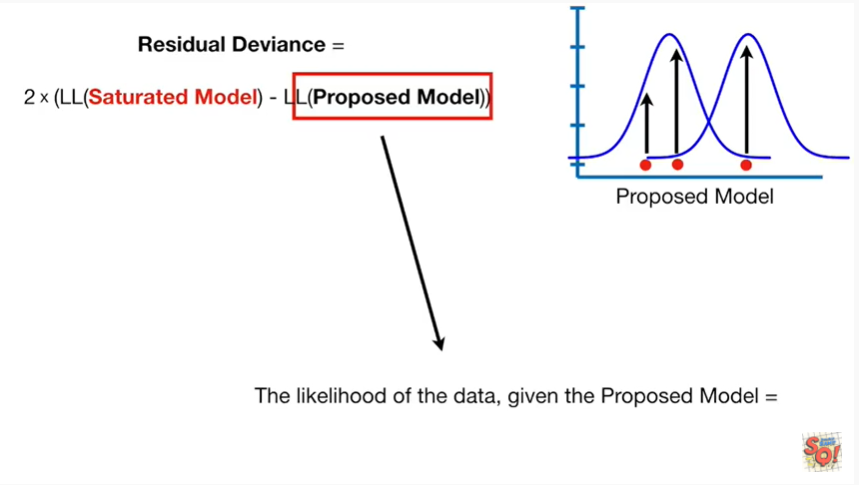 Residual Deviance =
2 × (LL(Saturated Model) - LL(Proposed Model))
Proposed Model
The likelihood of the data, given the Proposed Model =
SQ!